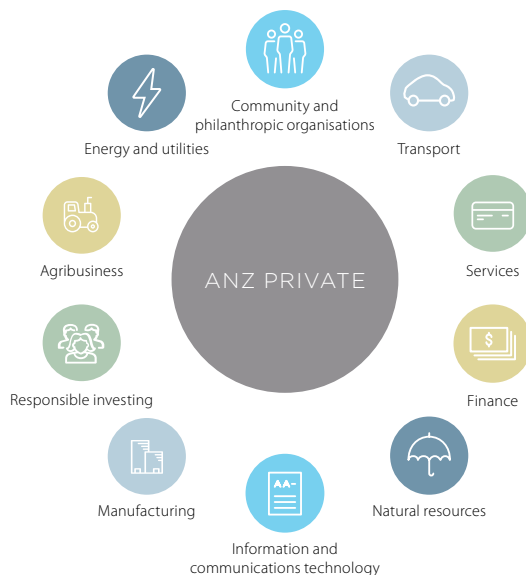 Community and
philanthropic organisations
Energy and utilities
Transport
ANZ PRIVATE
Agribusiness
Services
Responsible investing
$
Finance
Manufacturing
Natural resources
AA-
Information and
communications technology